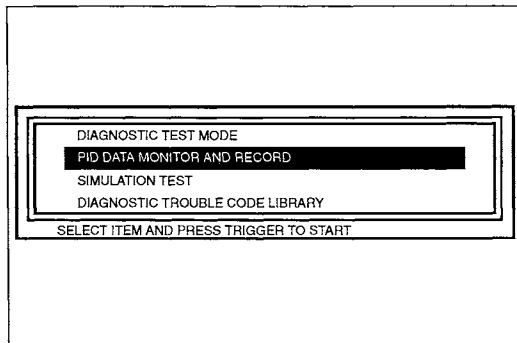 DIAGNOSTIC TEST MODE
PID DATA MONITOR AND RECORD
SIMULATION TEST
DIAGNOSTIC TROUBLE CODE LIBRARY
SELECT ITEM AND PRESS TRIGGER TO START